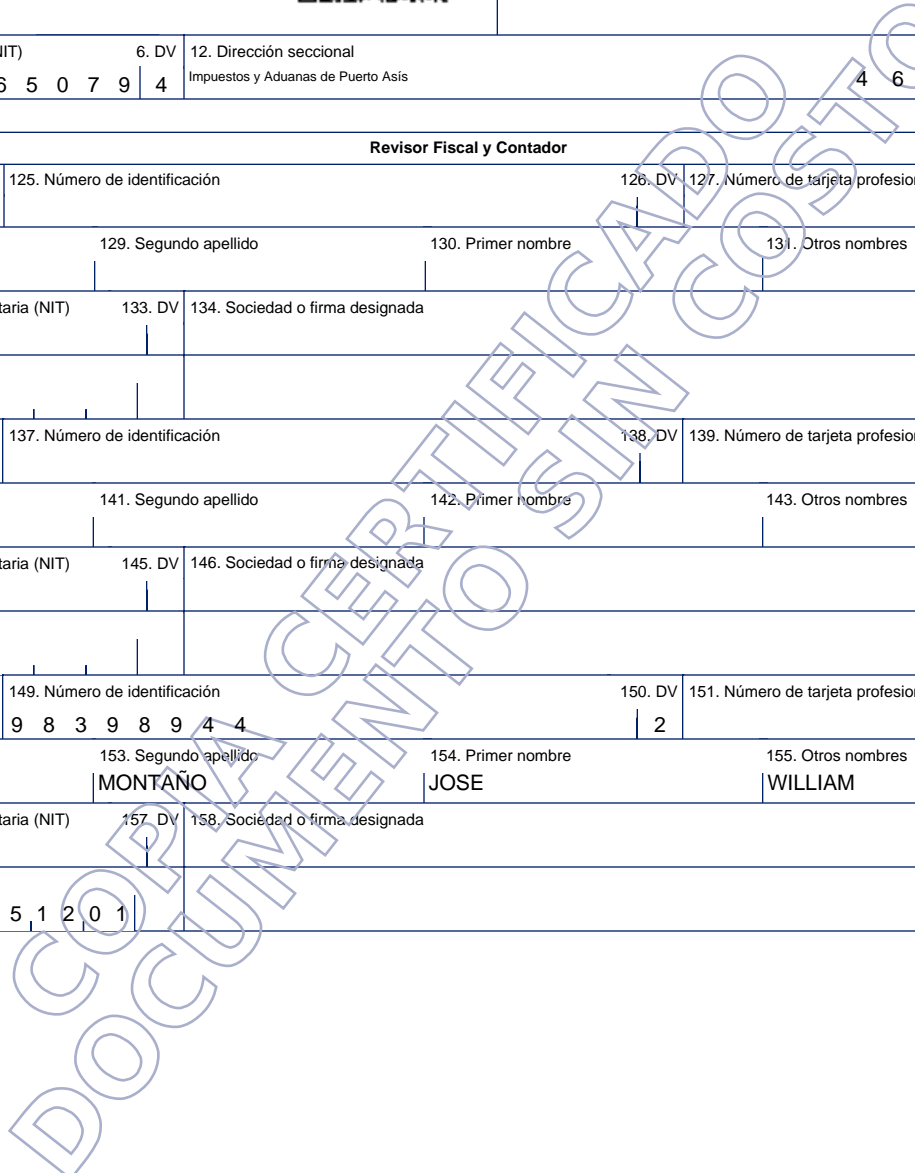 IT) 6. DV 12. Dirección seccional
5 0 7 9 4 Impuestos y Aduanas de Puerto Asís 4 6
Revisor Fiscal y Contador
125. Número de identificación 126. DV 127. Número de tarjeta profesion
129. Segundo apellido 130. Primer nombre 131. Otros nombres
taria (NIT) 133. DV 134. Sociedad o firma designada
137. Número de identificación 138. DV 139. Número de tarjeta profesion
141. Segundo apellido 142. Primer nombre 143. Otros nombres
taria (NIT) 145. DV 146. Sociedad o firma designada
149. Número de identificación 150. DV 151. Número de tarjeta profesion
9 8 3 9 8 9 4 4 2
153. Segundo apellido 154. Primer nombre 155. Otros nombres
MONTAÑO JOSE WILLIAM
taria (NIT) 157. DV 158. Sociedad o firma designada
5 1 2 0 1
COPIA CERTIFICADO
DOCUMENTO SIN COSTO